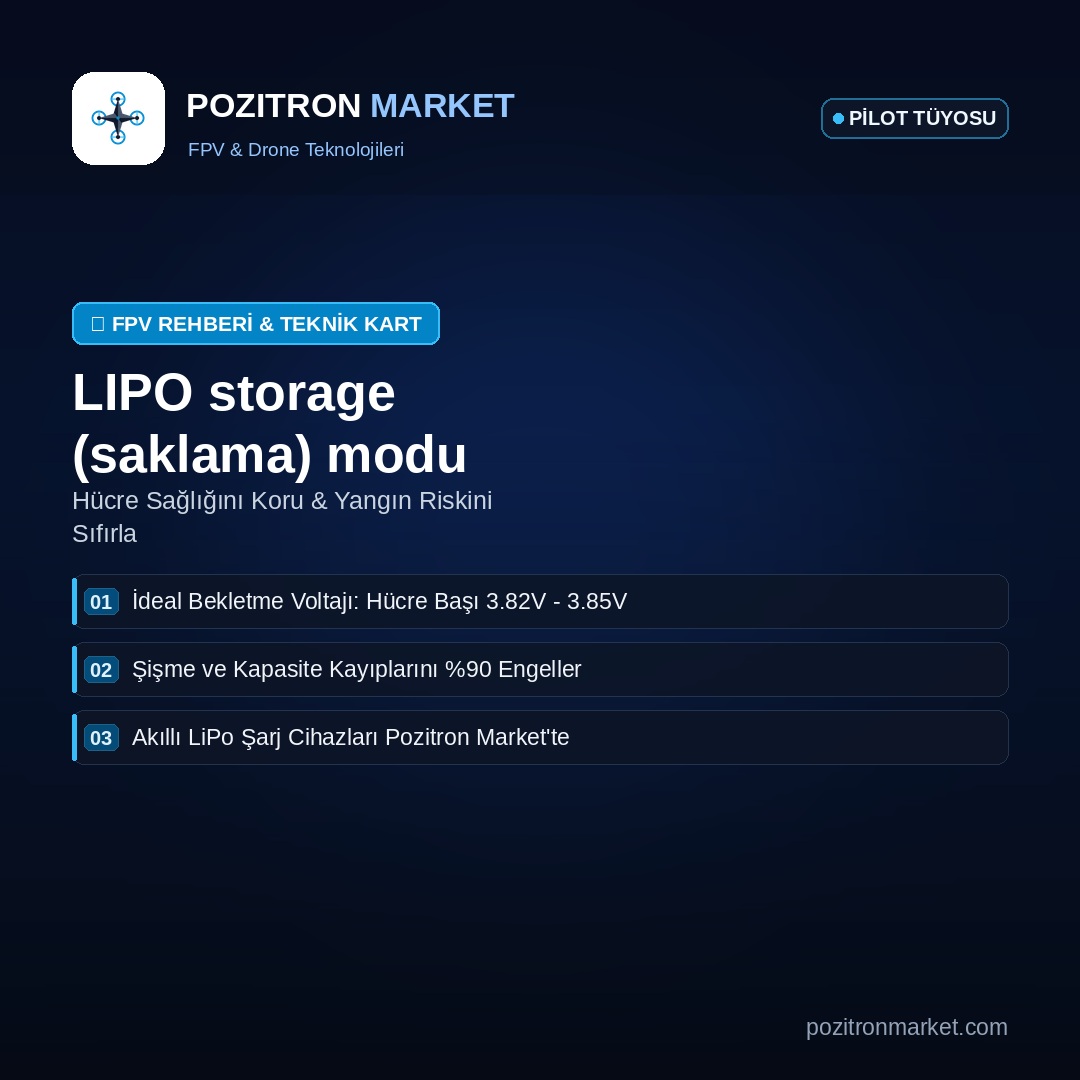 POZITRON MARKET
FPV & Drone Teknolojileri
PİLOT TÜYOSU
FPV REHBERİ & TEKNİK KART
LIPO storage
(saklama) modu
Hücre Sağlığını Koru & Yangın Riskini
Sıfırla
01 İdeal Bekletme Voltajı: Hücre Başı 3.82V - 3.85V
02 Şişme ve Kapasite Kayıplarını %90 Engeller
03 Akıllı LiPo Şarj Cihazları Pozitron Market'te
pozitronmarket.com